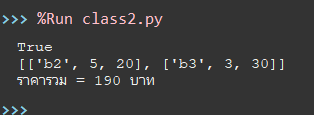 >>> %Run class2.py
True
[['b2', 5, 20], ['b3', 3, 30]]
ราคารวม = 190 บาท
>>>